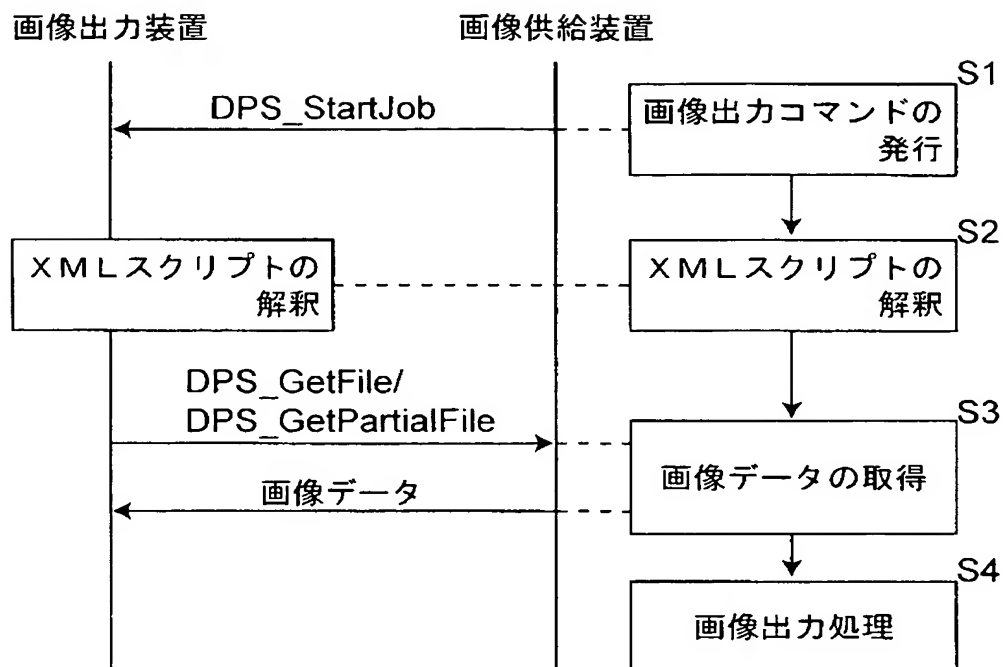 画像出力装置
画像供給装置
S1
DPS_StartJob
画像出力コマンドの
発行
S2
XMLスクリプトの
解釈
XMLスクリプトの
解釈
DPS_GetFile/
DPS_GetPartialFile
S3
画像データの取得
画像データ
S4
画像出力処理